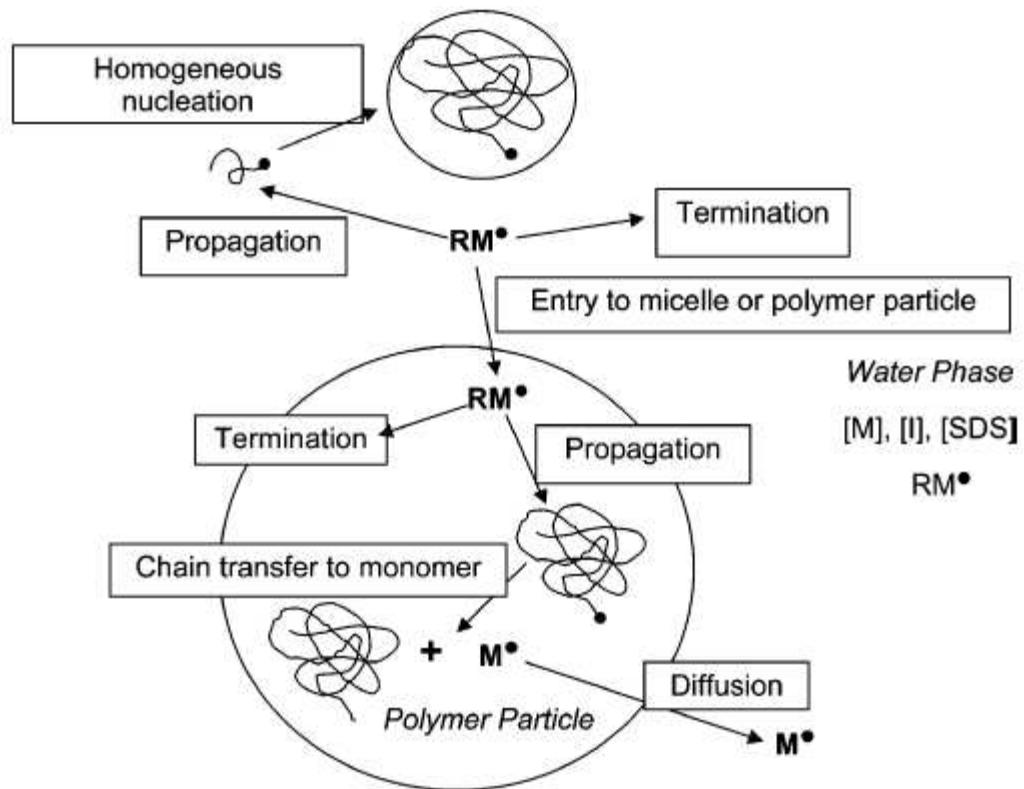 Homogeneous
nucleation
Propagation
RM•
Termination
Entry to micelle or polymer particle
Water Phase
[M], [I], [SDS]
RM•
RM•
Termination
Propagation
Chain transfer to monomer
+ M•
Diffusion
Polymer Particle
M•